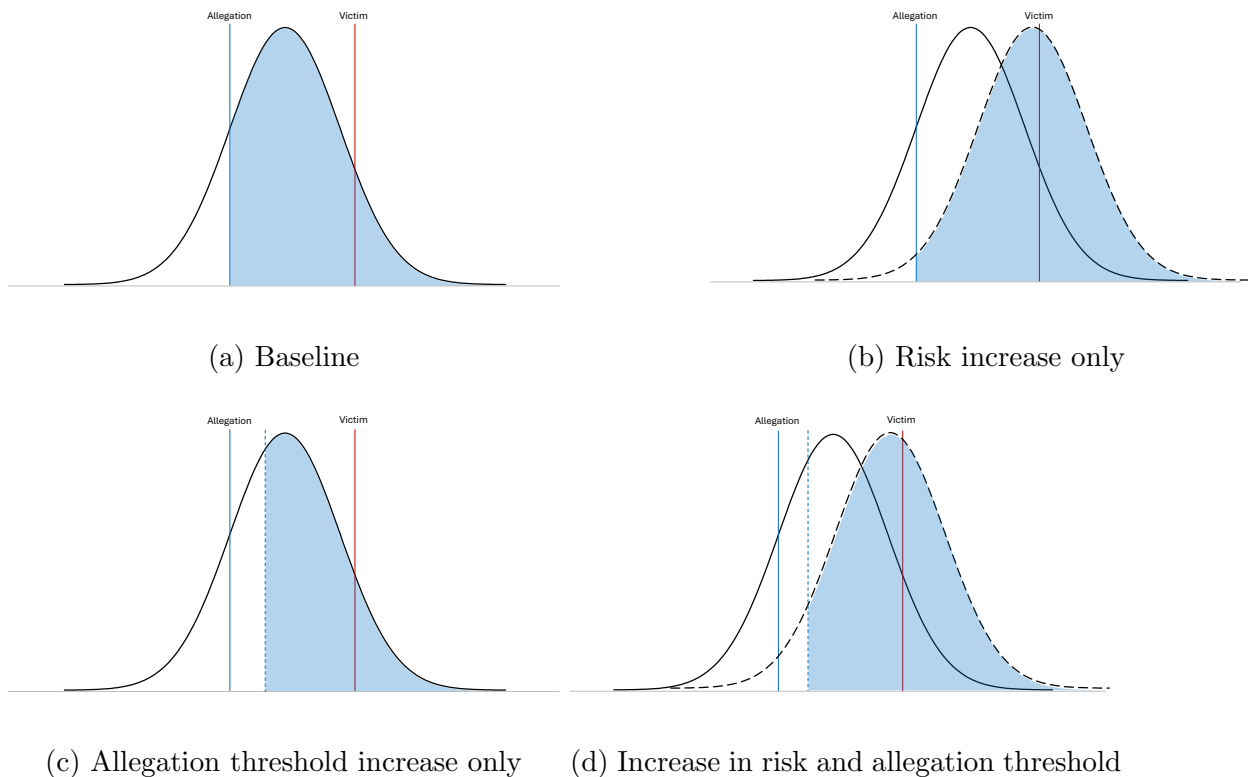 Allegation Victim
Allegation Victim
(a) Baseline
(b) Risk increase only
Allegation Victim
Allegation Victim
(c) Allegation threshold increase only
(d) Increase in risk and allegation threshold